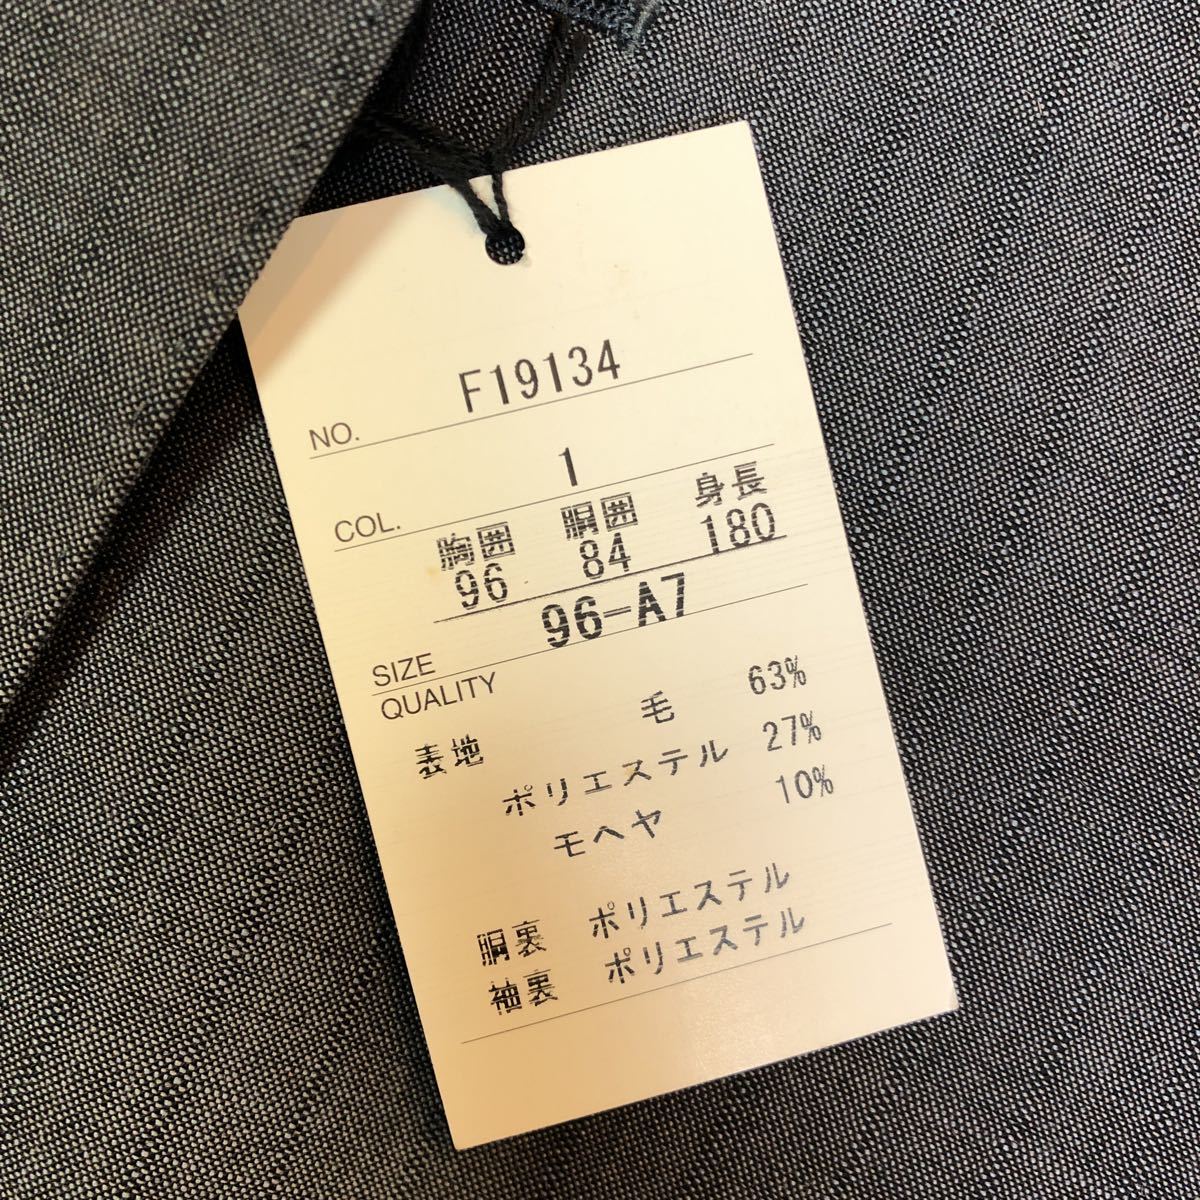 NO. F19134
COL. 1
胸囲 胴囲 身長
96 84 180
SIZE 96-A7
QUALITY
表地 毛 63%
ポリエステル 27%
モヘヤ 10%
胴裏 ポリエステル
袖裏 ポリエステル